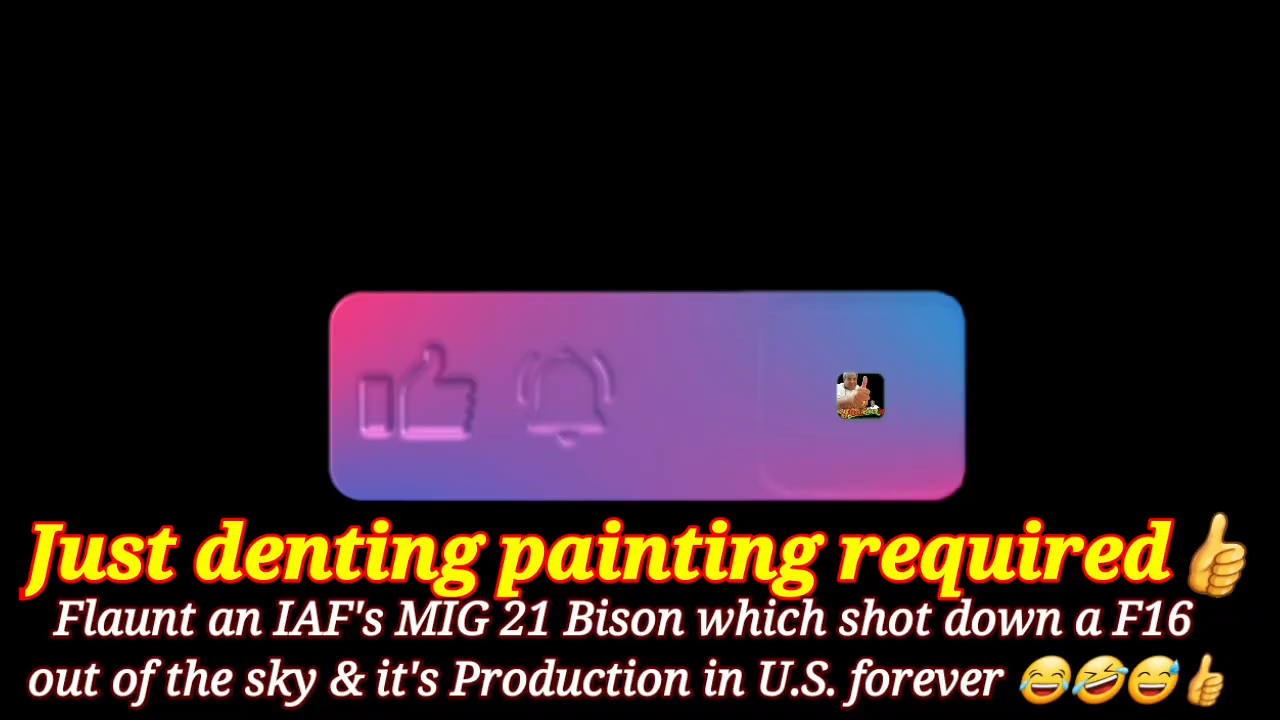 Just denting painting required👍
Flaunt an IAF's MIG 21 Bison which shot down a F16
out of the sky & it's Production in U.S. forever 😂🤣😅👍